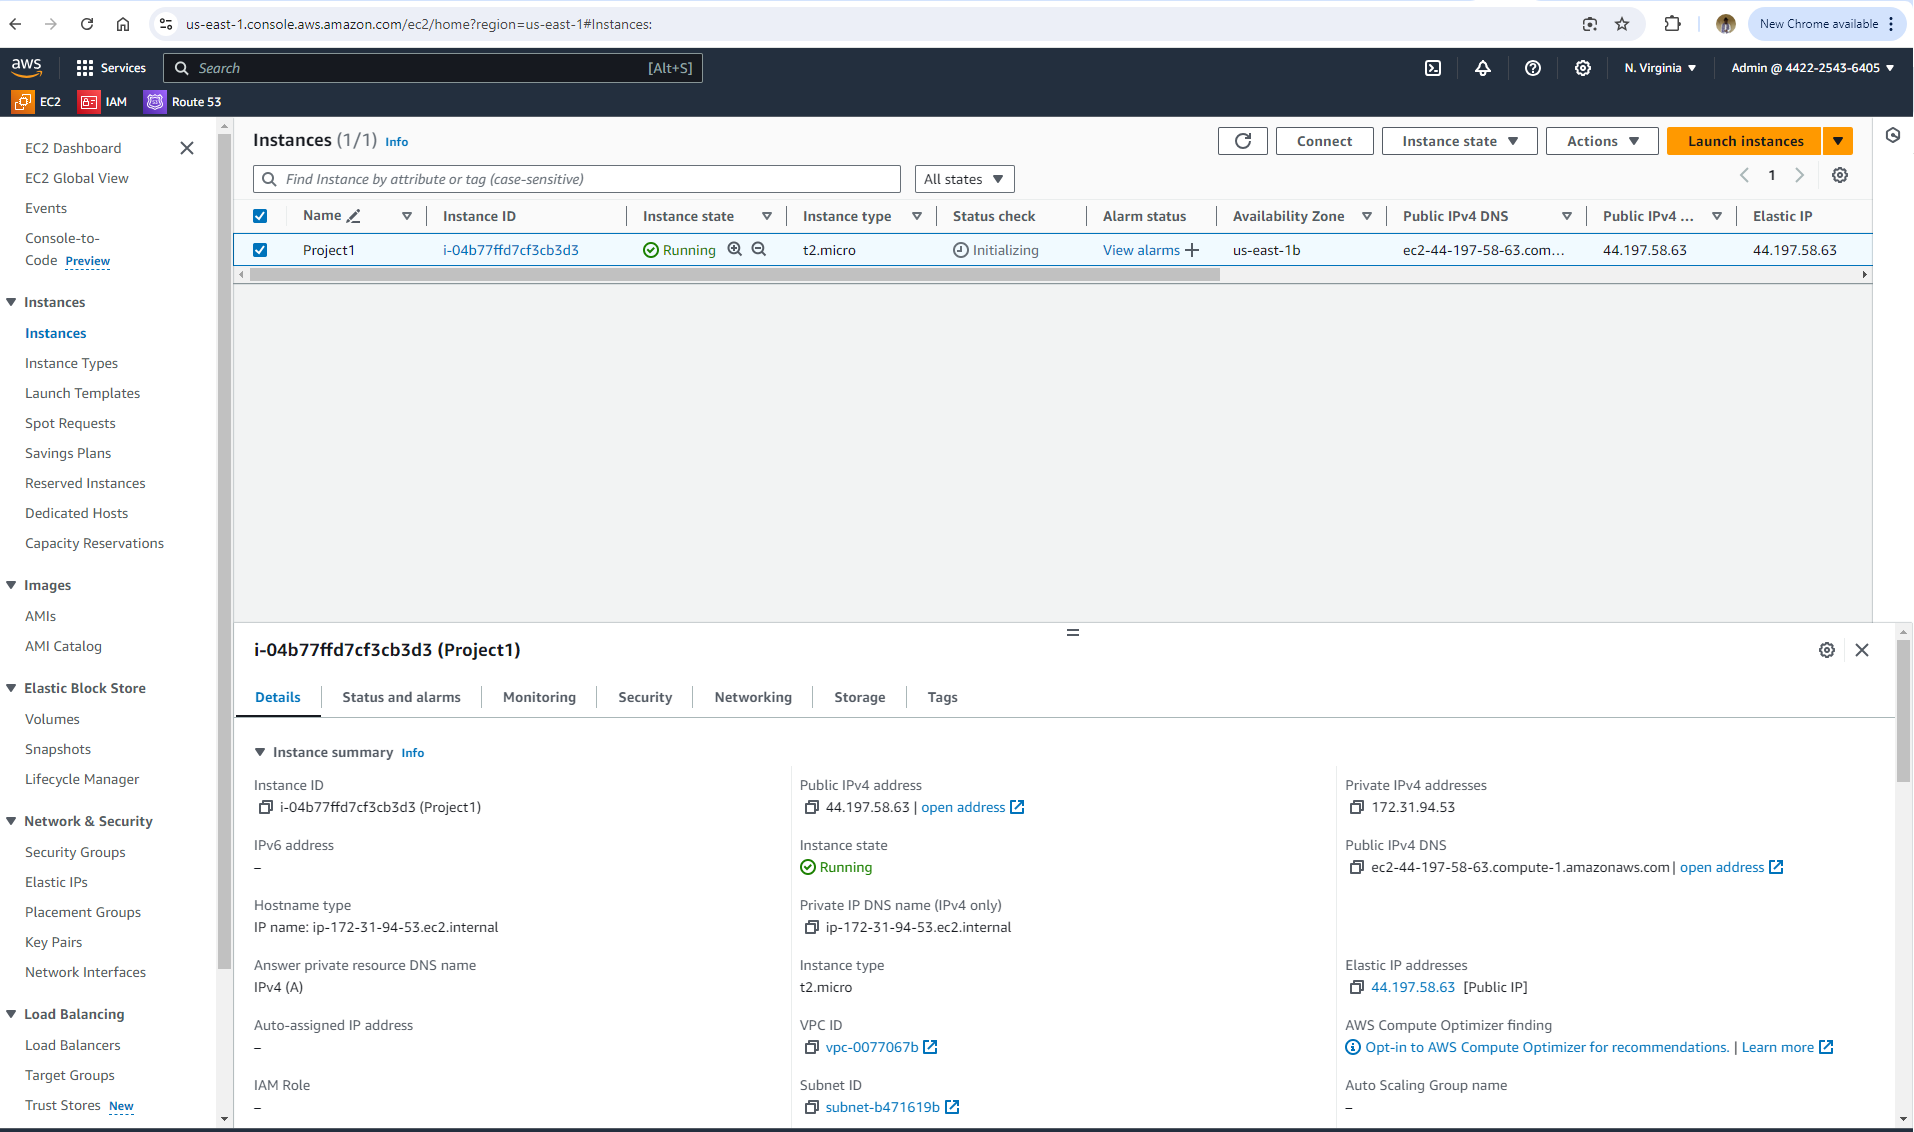 us-east-1.console.aws.amazon.com/ec2/home?region=us-east-1#Instances:
New Chrome available
aws
Services
Search
[Alt+S]
N. Virginia
Admin @ 4422-2543-6405
EC2
IAM
Route 53
EC2 Dashboard
EC2 Global View
Events
Console-to-
Code Preview
Instances
Instances
Instance Types
Launch Templates
Spot Requests
Savings Plans
Reserved Instances
Dedicated Hosts
Capacity Reservations
Images
AMIs
AMI Catalog
Elastic Block Store
Volumes
Snapshots
Lifecycle Manager
Network & Security
Security Groups
Elastic IPs
Placement Groups
Key Pairs
Network Interfaces
Load Balancing
Load Balancers
Target Groups
Trust Stores New
Instances (1/1) Info
Connect
Instance state
Actions
Launch instances
Find Instance by attribute or tag (case-sensitive)
All states
1
Name Instance ID Instance state Instance type Status check Alarm status Availability Zone Public IPv4 DNS Public IPv4 ... Elastic IP
Project1 i-04b77ffd7cf3cb3d3 Running t2.micro Initializing View alarms us-east-1b ec2-44-197-58-63.com... 44.197.58.63 44.197.58.63
i-04b77ffd7cf3cb3d3 (Project1)
Details Status and alarms Monitoring Security Networking Storage Tags
Instance summary Info
Instance ID
i-04b77ffd7cf3cb3d3 (Project1)
Public IPv4 address
44.197.58.63 | open address
Private IPv4 addresses
172.31.94.53
IPv6 address
–
Instance state
Running
Public IPv4 DNS
ec2-44-197-58-63.compute-1.amazonaws.com | open address
Hostname type
IP name: ip-172-31-94-53.ec2.internal
Private IP DNS name (IPv4 only)
ip-172-31-94-53.ec2.internal
Answer private resource DNS name
IPv4 (A)
Instance type
t2.micro
Elastic IP addresses
44.197.58.63 [Public IP]
Auto-assigned IP address
–
VPC ID
vpc-0077067b
AWS Compute Optimizer finding
Opt-in to AWS Compute Optimizer for recommendations. | Learn more
IAM Role
–
Subnet ID
subnet-b471619b
Auto Scaling Group name
–